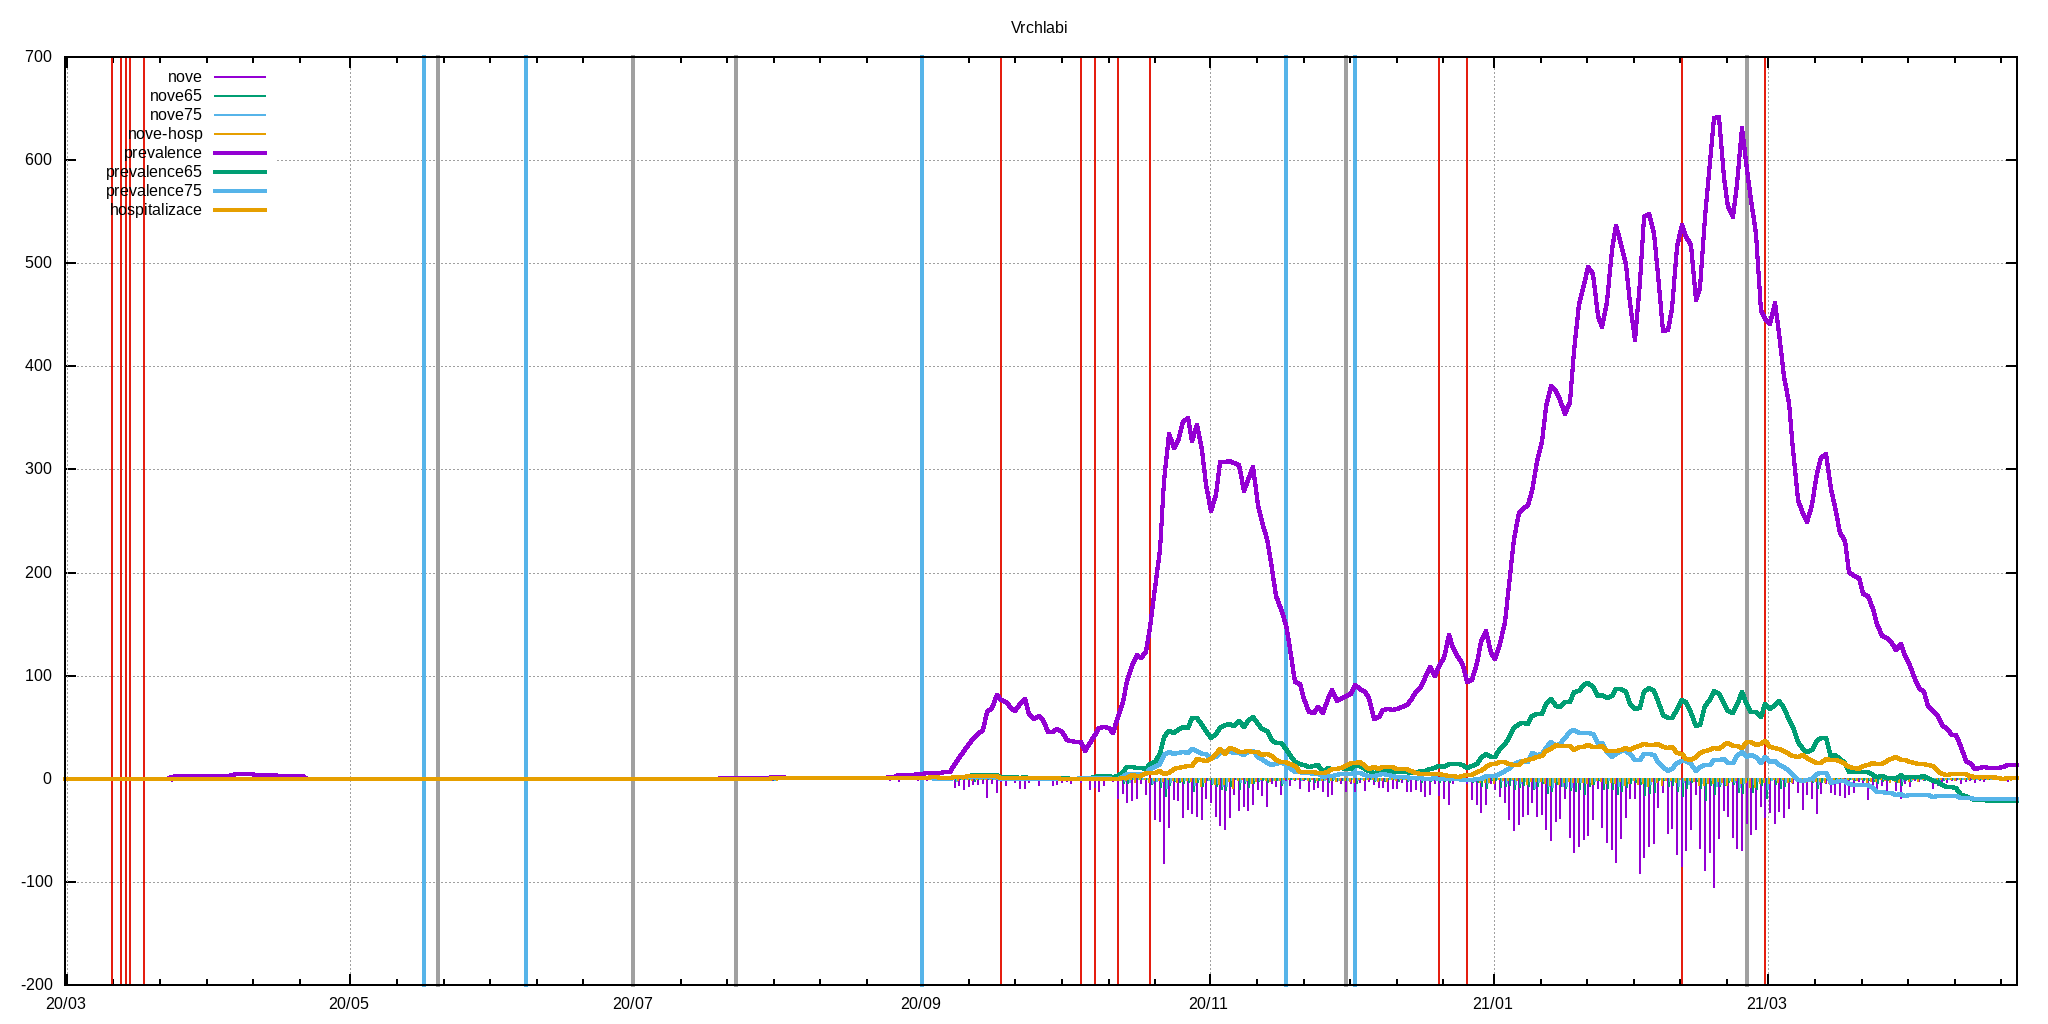 Vrchlabi
700
600
500
400
300
200
100
0
-100
-200
nove
nove65
nove75
nove-hosp
prevalence
prevalence65
prevalence75
hospitalizace
20/03 20/05 20/07 20/09 20/11 21/01 21/03